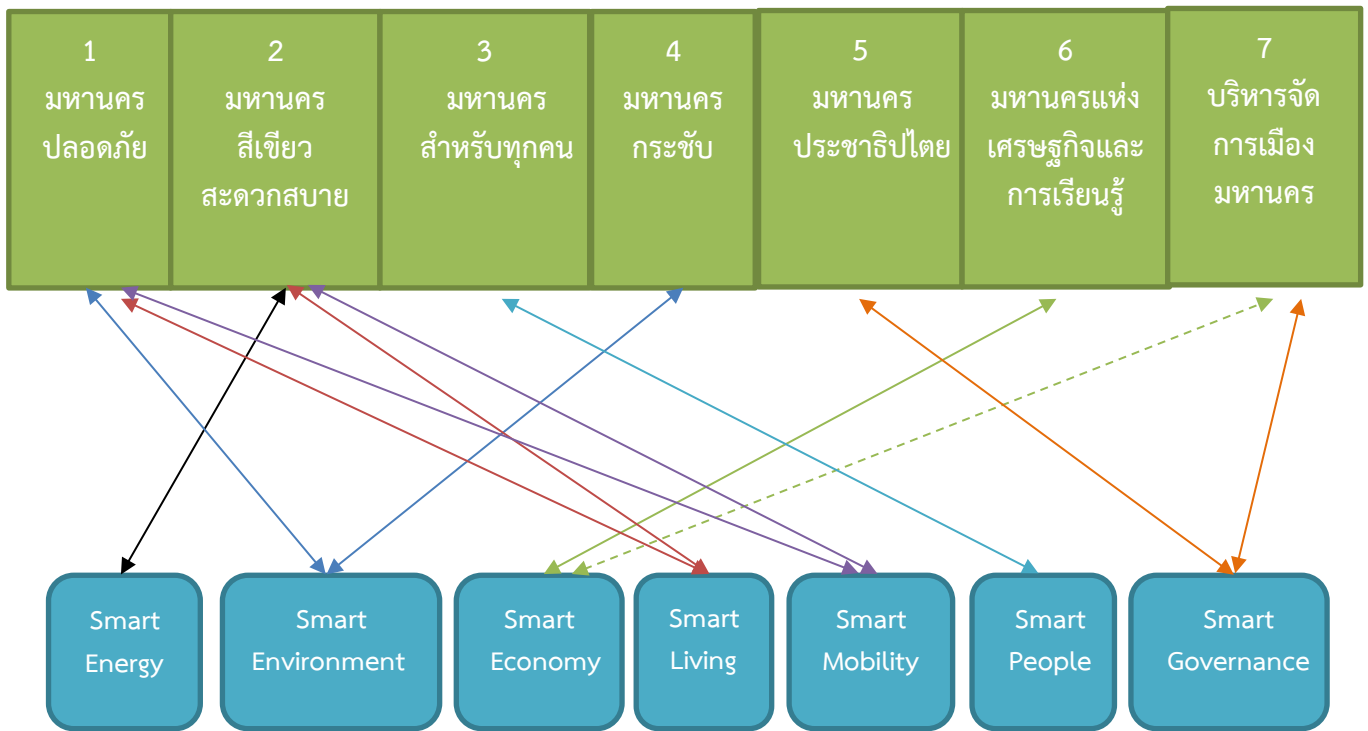 1
มหานคร
ปลอดภัย
2
มหานคร
สีเขียว
สะดวกสบาย
3
มหานคร
สำหรับทุกคน
4
มหานคร
กระชับ
5
มหานคร
ประชาธิปไตย
6
มหานครแห่ง
เศรษฐกิจและ
การเรียนรู้
7
บริหารจัด
การเมือง
มหานคร
Smart
Energy
Smart
Environment
Smart
Economy
Smart
Living
Smart
Mobility
Smart
People
Smart
Governance